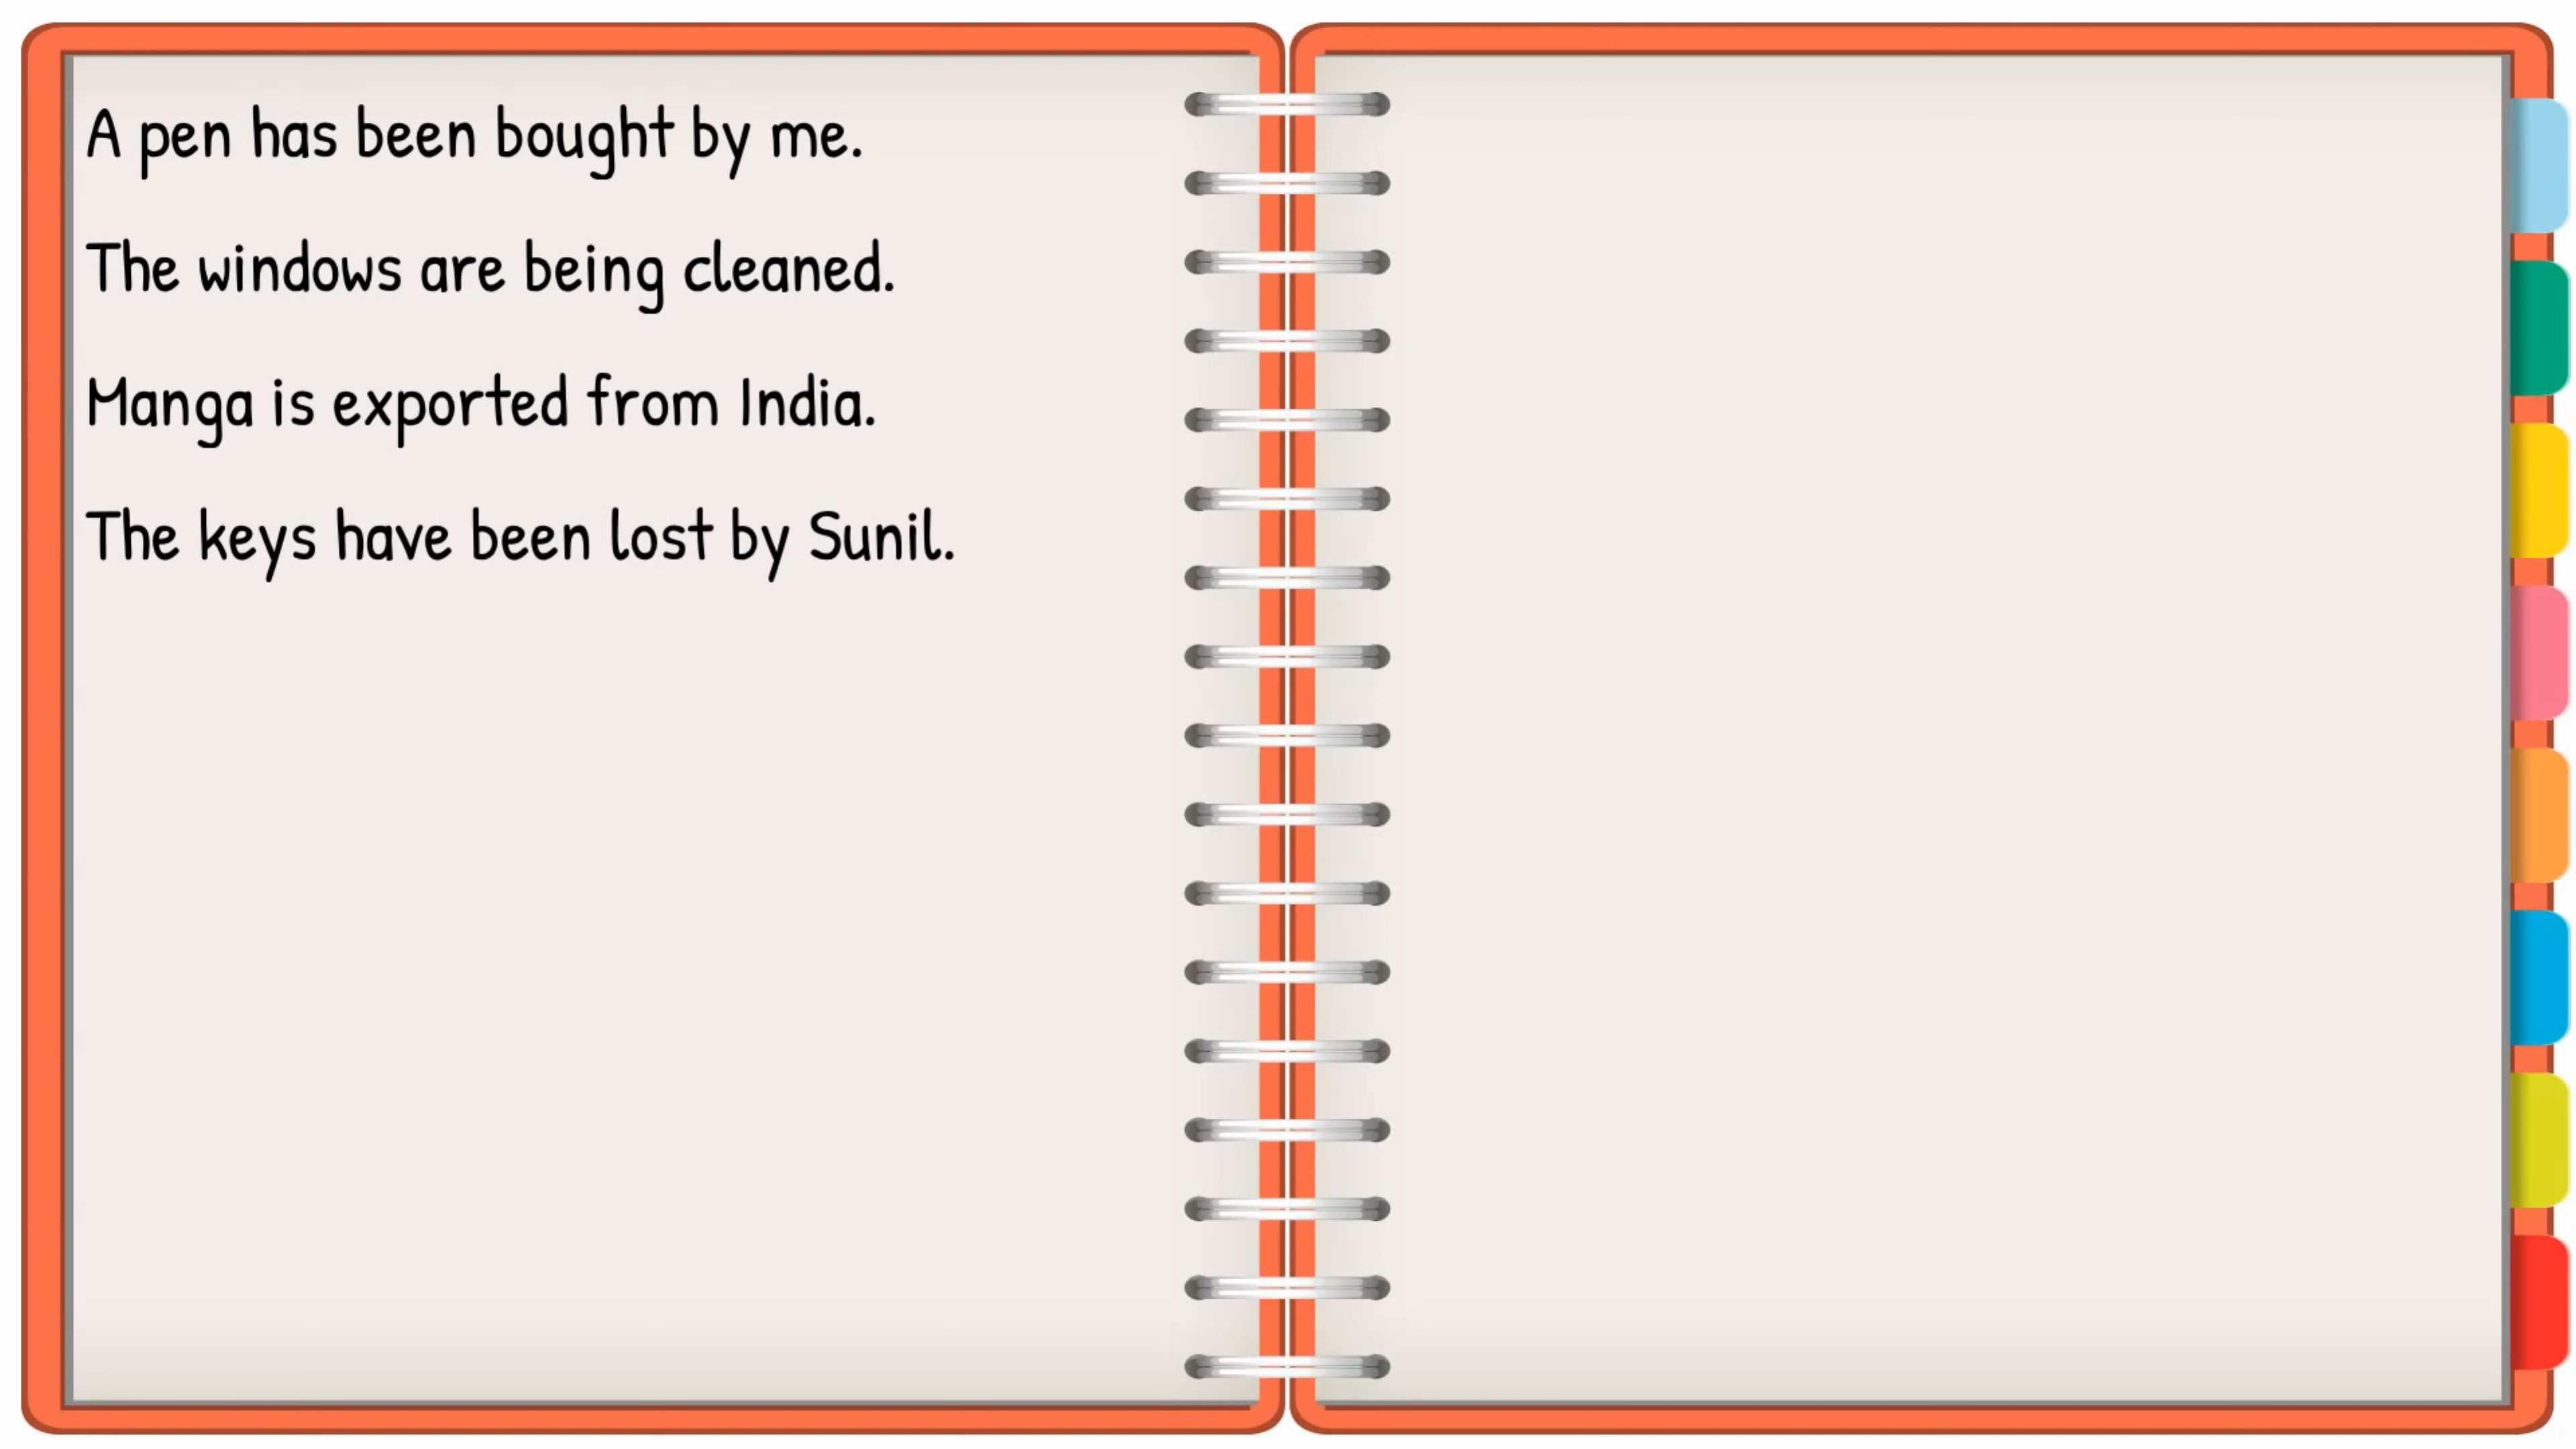 A pen has been bought by me.
The windows are being cleaned.
Manga is exported from India.
The keys have been lost by Sunil.